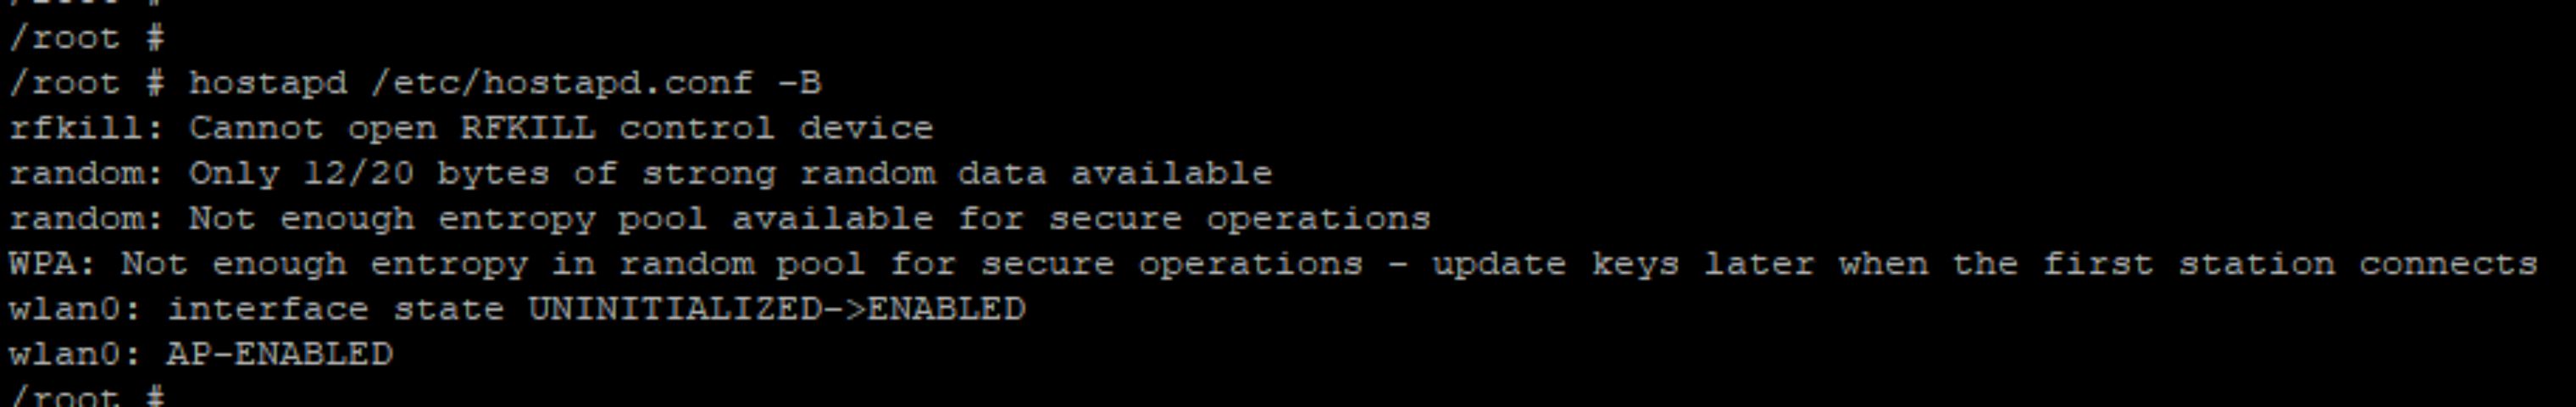 /root #
/root #
/root # hostapd /etc/hostapd.conf -B
rfkill: Cannot open RFKILL control device
random: Only 12/20 bytes of strong random data available
random: Not enough entropy pool available for secure operations
WPA: Not enough entropy in random pool for secure operations - update keys later when the first station connects
wlan0: interface state UNINITIALIZED->ENABLED
wlan0: AP-ENABLED
/root #